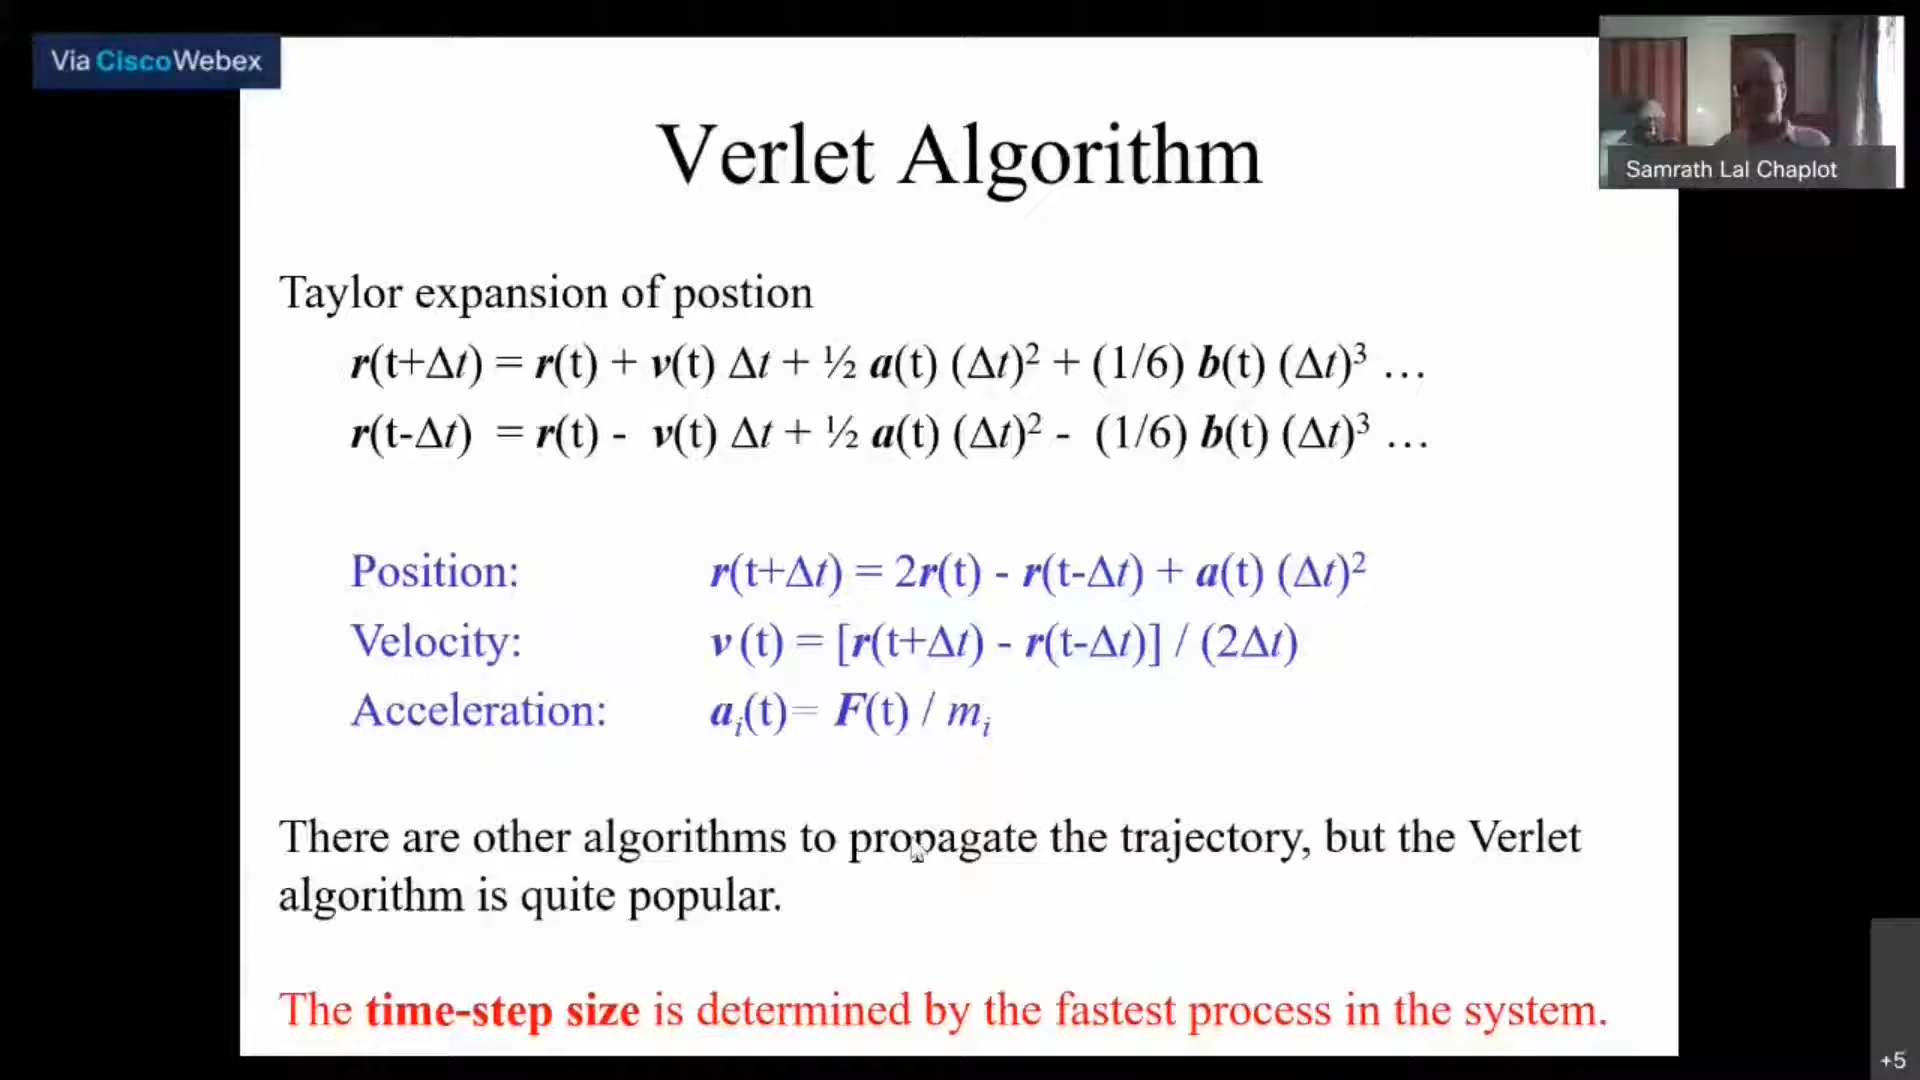 Via CiscoWebex
Samrath Lal Chaplot
Verlet Algorithm
Taylor expansion of postion
r(t+Δt) = r(t) + v(t) Δt + ½ a(t) (Δt)² + (1/6) b(t) (Δt)³ …
r(t-Δt) = r(t) - v(t) Δt + ½ a(t) (Δt)² - (1/6) b(t) (Δt)³ …
Position: r(t+Δt) = 2r(t) - r(t-Δt) + a(t) (Δt)²
Velocity: v (t) = [r(t+Δt) - r(t-Δt)] / (2Δt)
Acceleration: aᵢ(t)= F(t) / mᵢ
There are other algorithms to propagate the trajectory, but the Verlet
algorithm is quite popular.
The time-step size is determined by the fastest process in the system.
+5